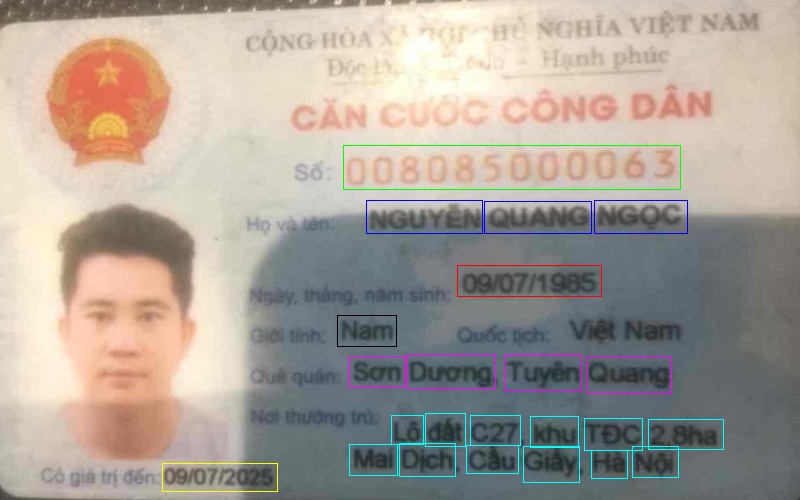 CỘNG HÒA XÃ HỘI CHỦ NGHĨA VIỆT NAM
Độc do - Hạnh phúc
CĂN CƯỚC CÔNG DÂN
Số: 008085000063
Họ và tên: NGUYỄN QUANG NGỌC
Ngày, tháng, năm sinh: 09/07/1985
Giới tính: Nam Quốc tịch: Việt Nam
Quê quán: Sơn Dương, Tuyên Quang
Nơi thường trú: Lô đất C27, khu TĐC 2,8ha
Mai Dịch, Cầu Giấy, Hà Nội
Có giá trị đến: 09/07/2025